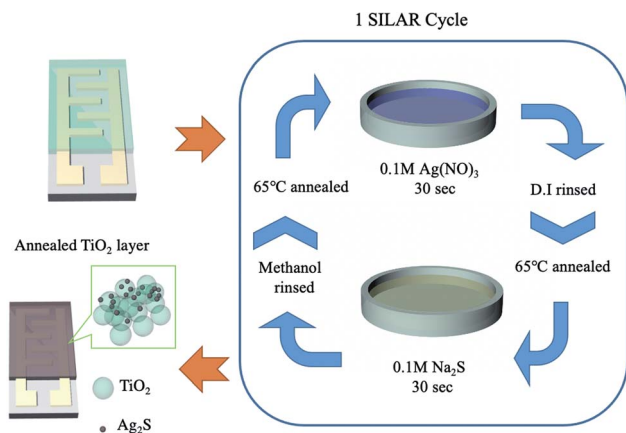 1 SILAR Cycle
0.1M Ag(NO)₃
30 sec
65℃ annealed
D.I rinsed
Annealed TiO₂ layer
Methanol
rinsed
65℃ annealed
0.1M Na₂S
30 sec
TiO₂
Ag₂S